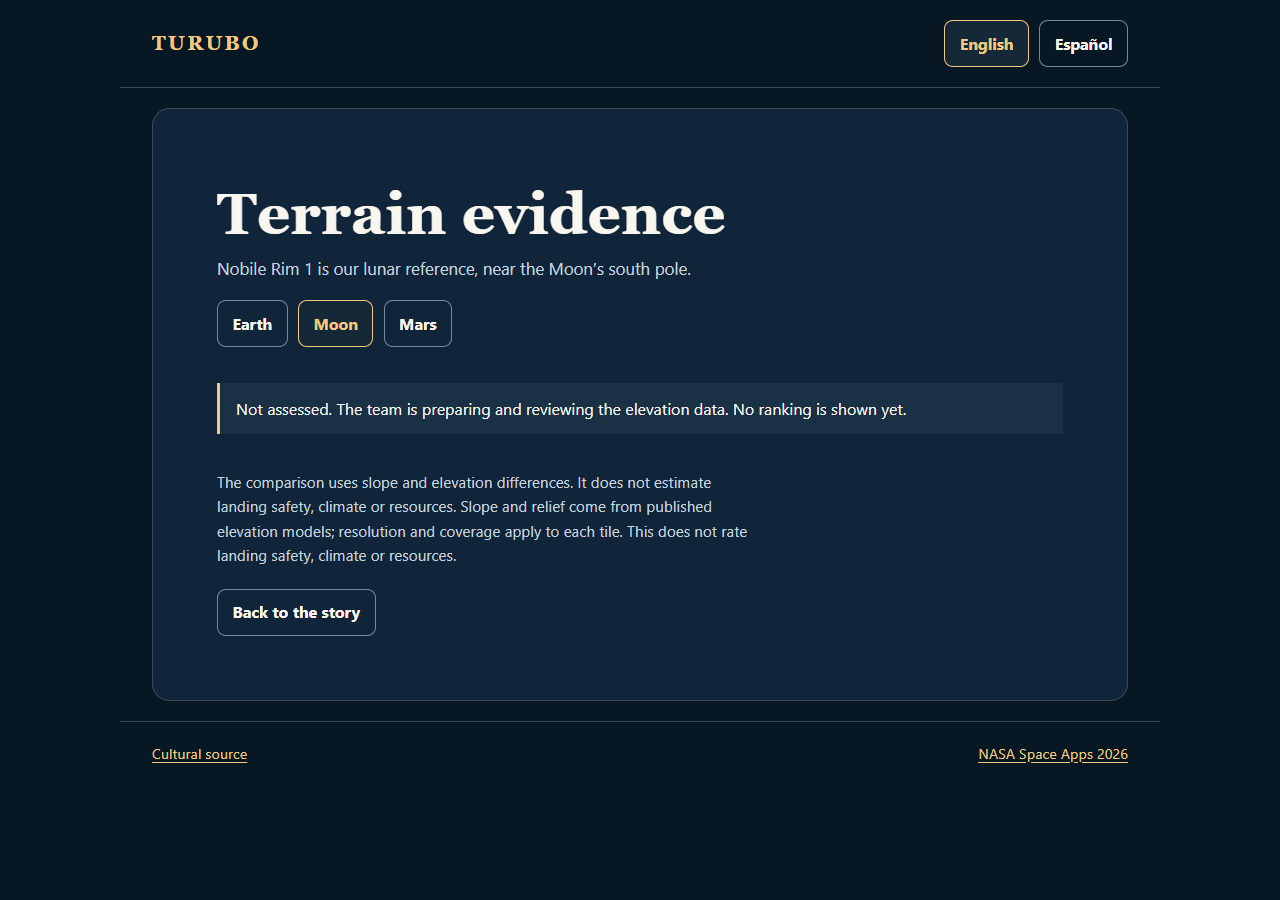 TURUBO
English
Español
Terrain evidence
Nobile Rim 1 is our lunar reference, near the Moon’s south pole.
Earth
Moon
Mars
Not assessed. The team is preparing and reviewing the elevation data. No ranking is shown yet.
The comparison uses slope and elevation differences. It does not estimate
landing safety, climate or resources. Slope and relief come from published
elevation models; resolution and coverage apply to each tile. This does not rate
landing safety, climate or resources.
Back to the story
Cultural source
NASA Space Apps 2026